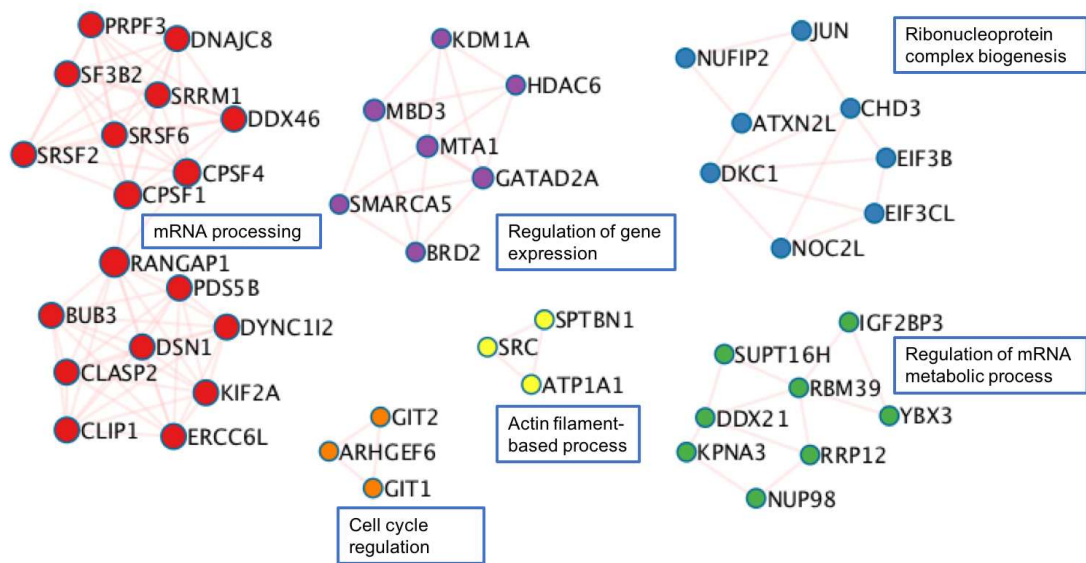 PRPF3
DNAJC8
SF3B2
SRRM1
DDX46
SRSF6
SRSF2
CPSF4
CPSF1
mRNA processing
RANGAP1
PDS5B
BUB3
DYNC1I2
DSN1
CLASP2
KIF2A
CLIP1
ERCC6L
KDM1A
HDAC6
MBD3
MTA1
GATAD2A
SMARCA5
BRD2
Regulation of gene
expression
JUN
NUFIP2
Ribonucleoprotein
complex biogenesis
CHD3
ATXN2L
EIF3B
DKC1
EIF3CL
NOC2L
SPTBN1
SRC
ATP1A1
Actin filament-
based process
GIT2
ARHGEF6
GIT1
Cell cycle
regulation
IGF2BP3
SUPT16H
Regulation of mRNA
metabolic process
RBM39
DDX21
YBX3
KPNA3
RRP12
NUP98